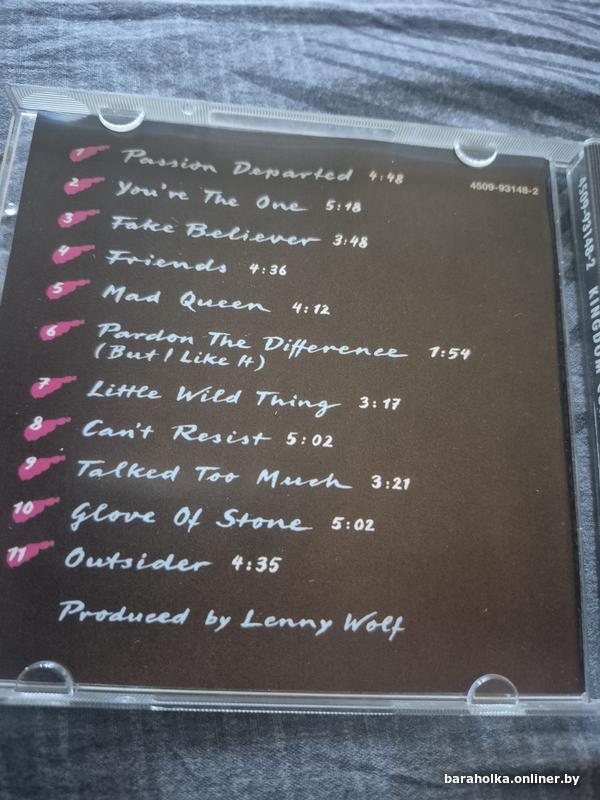 1 Passion Departed 4:48
4509-93148-2
2 You're The One 5:18
3 Fake Believer 3:48
4 Friends 4:36
5 Mad Queen 4:12
6 Pardon The Difference 1:54
(But I Like It)
7 Little Wild Thing 3:17
8 Can't Resist 5:02
9 Talked Too Much 3:21
10 Glove Of Stone 5:02
11 Outsider 4:35
Produced by Lenny Wolf
4509-93148-2 KINGDOM
baraholka.onliner.by